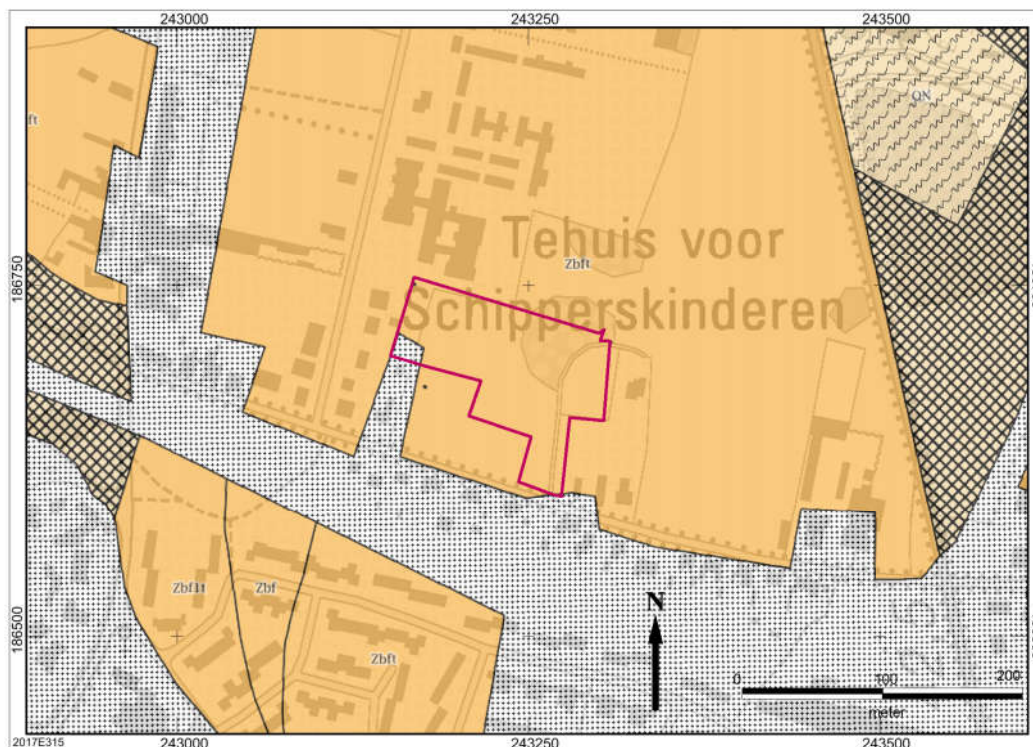 243000 243250 243500
ft
ON
Tehuis voor
Zbft
Schipperskinderen
186750
Zbflt
Zbf
Zbft
N
186500
0 100 200
meter
2017E315
243000 243250 243500